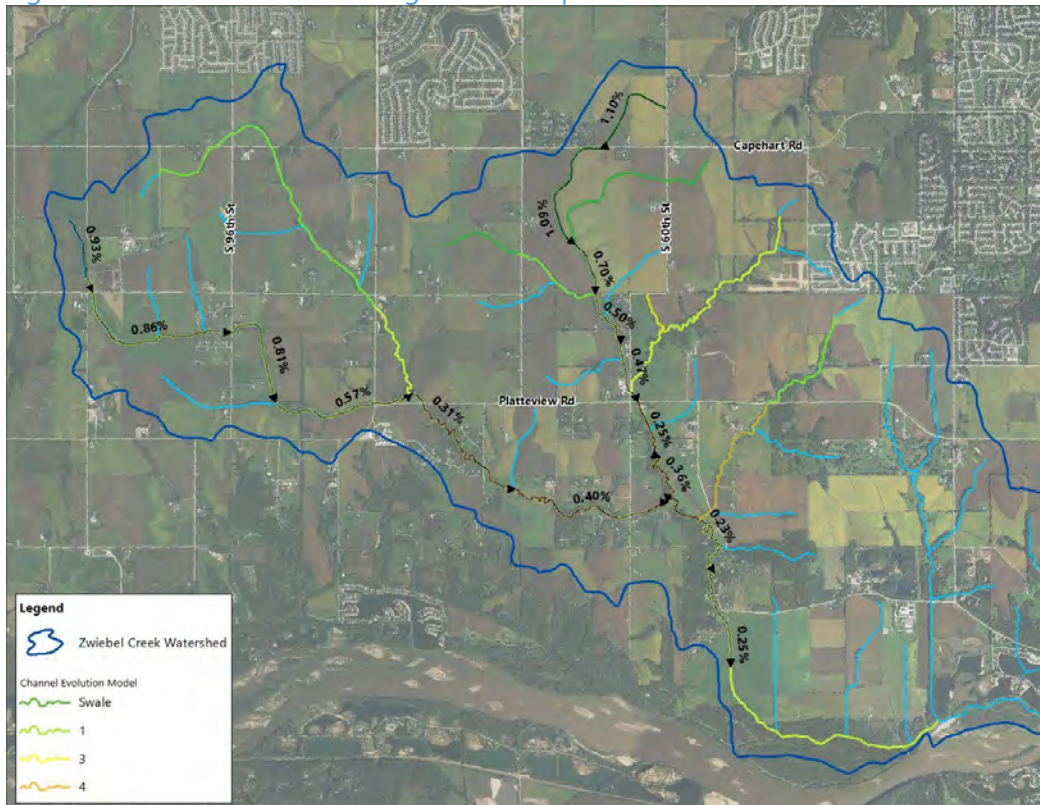 1.10%
Capehart Rd
S 96th St
1.09%
S 60th St
0.93%
0.70%
0.50%
0.86%
0.81%
0.47%
0.57%
Platteview Rd
0.31%
0.25%
0.36%
0.40%
0.23%
0.25%
Legend
Zwiebel Creek Watershed
Channel Evolution Model
Swale
1
3
4